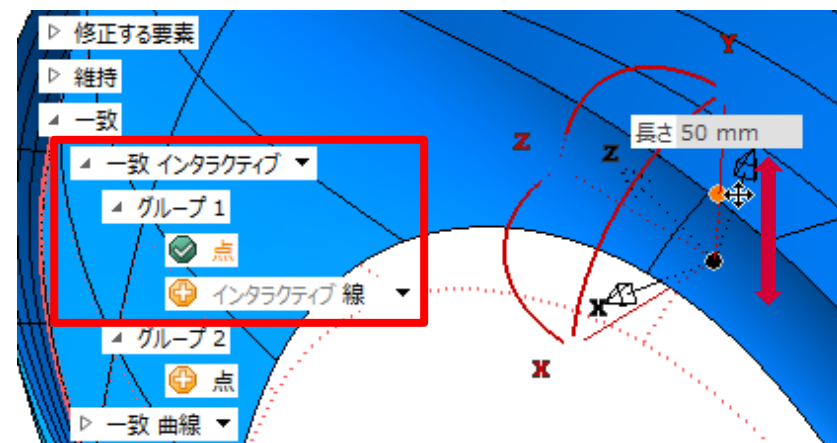 修正する要素
維持
一致
一致 インタラクティブ
グループ 1
点
インタラクティブ 線
グループ 2
点
一致 曲線
Y
長さ 50 mm
Z
Z
X
X